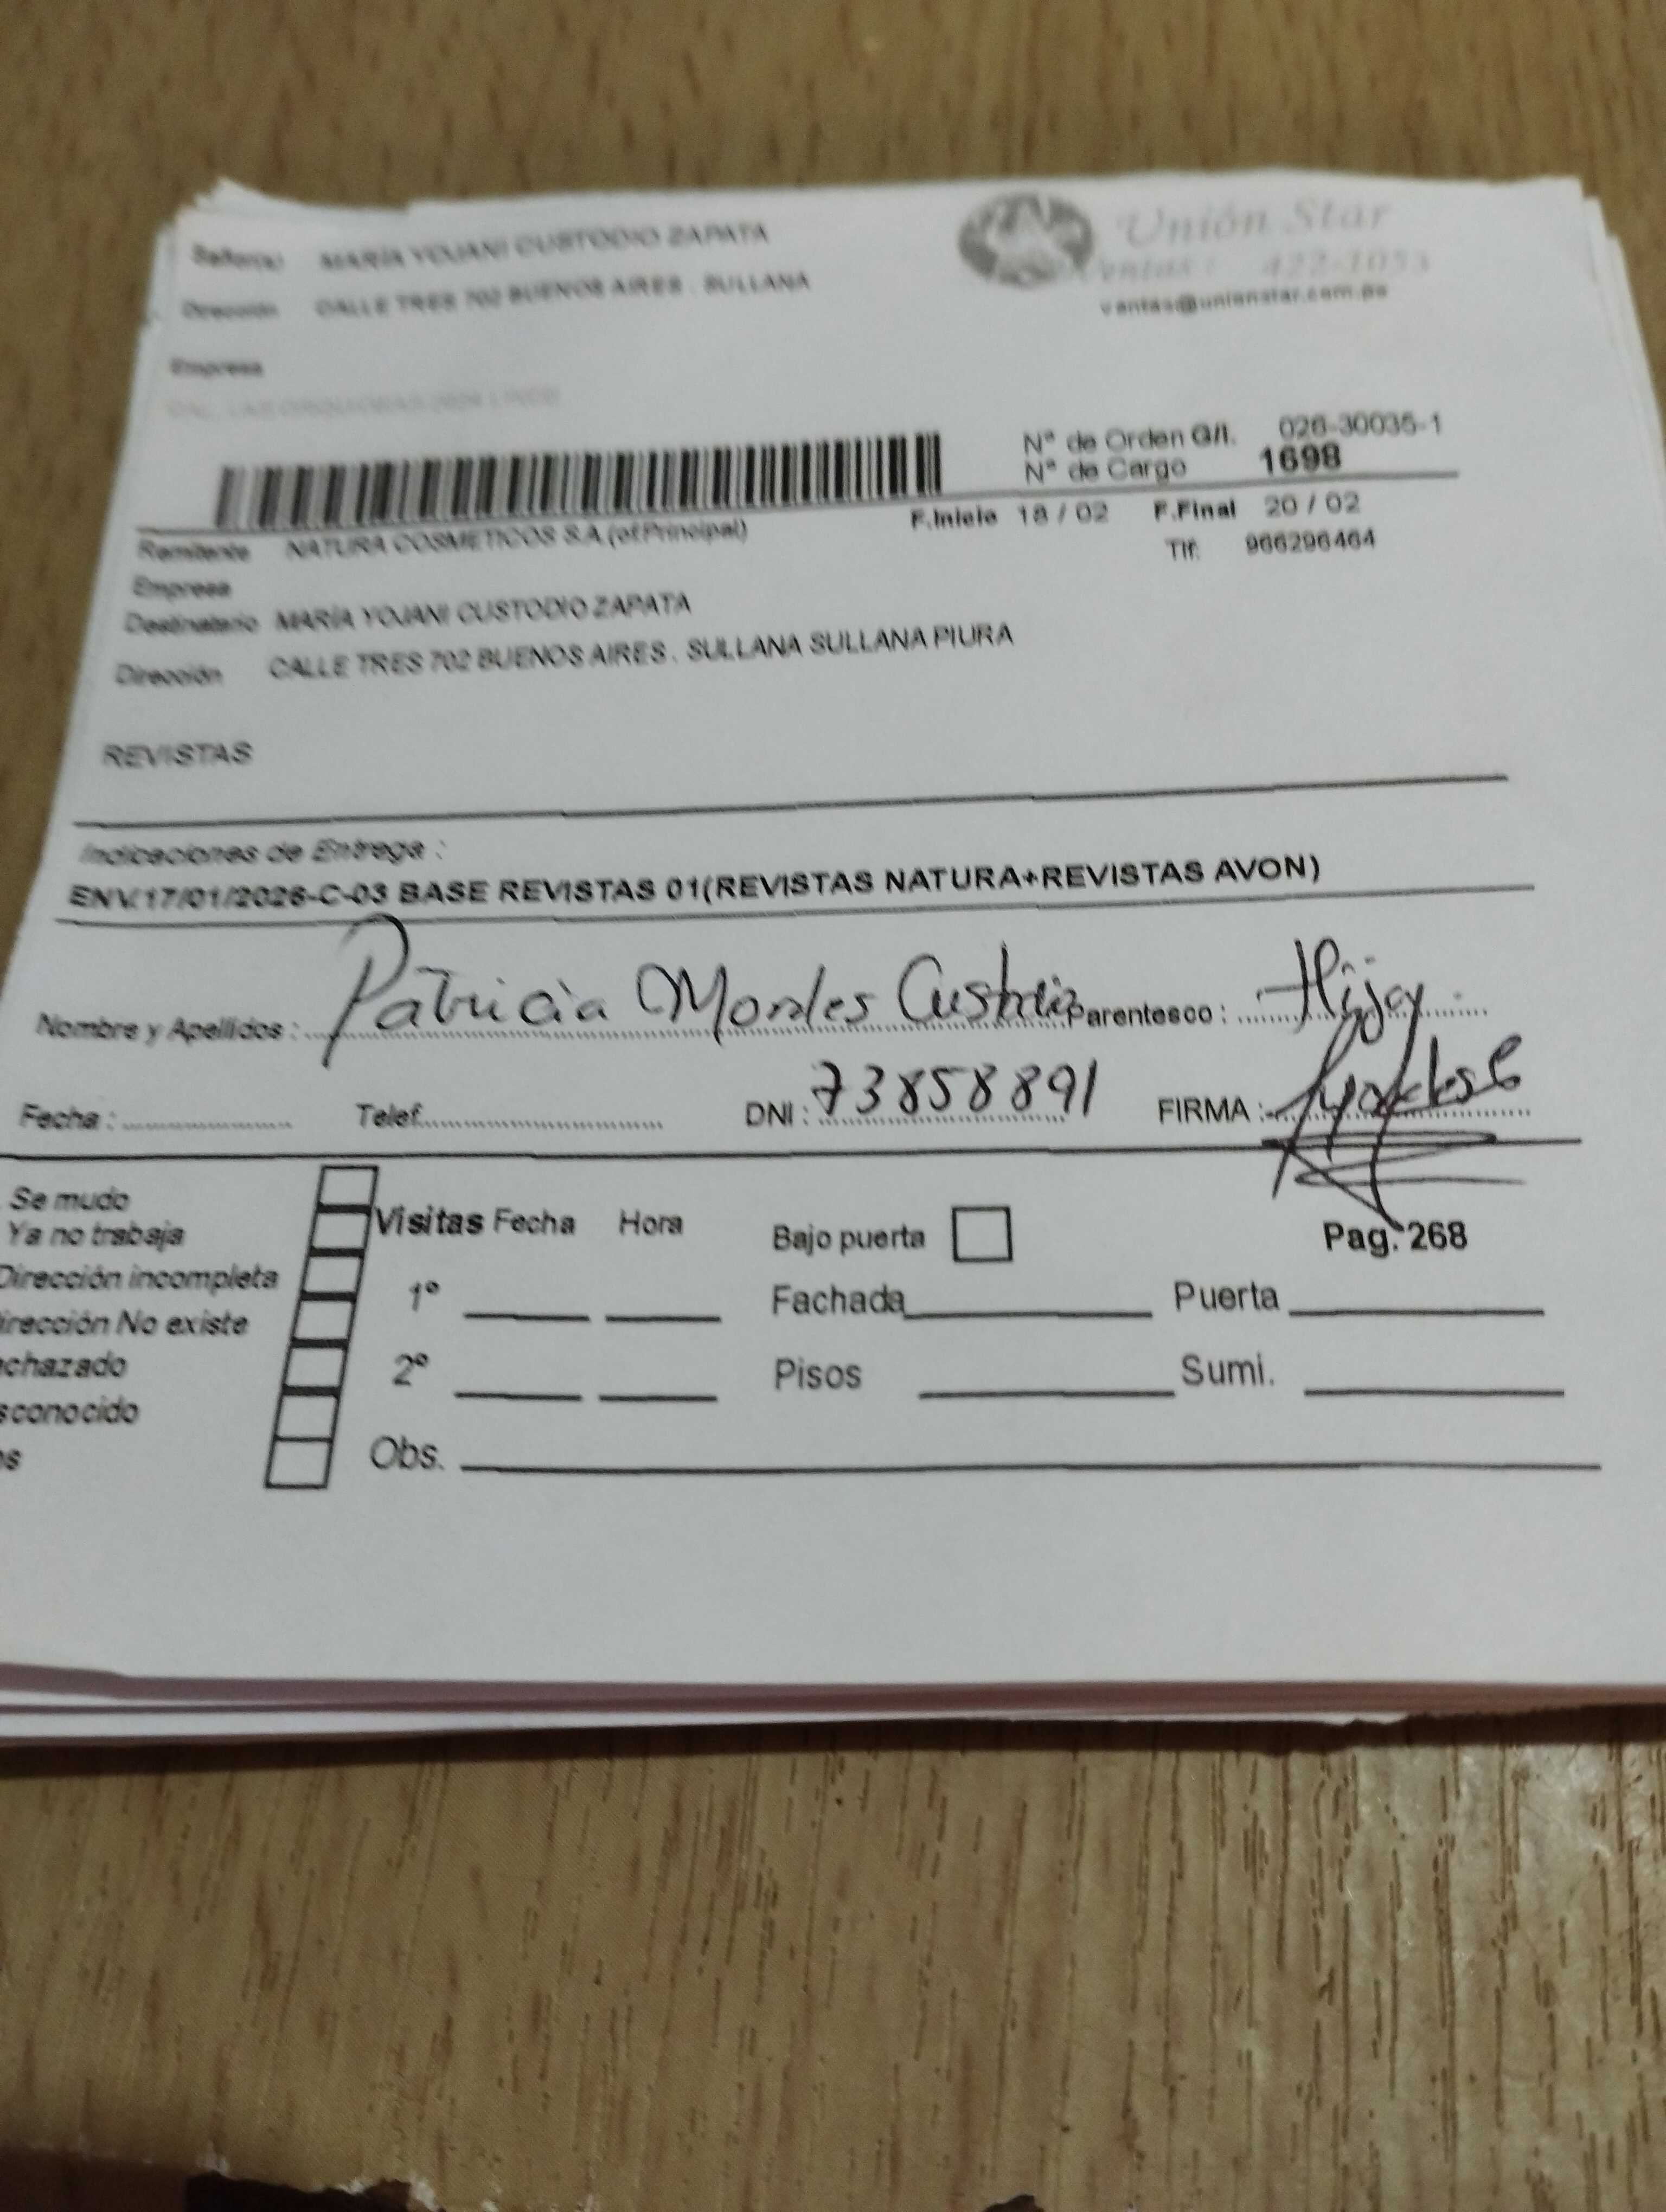 Señor(a) MARÍA YOJANI CUSTODIO ZAPATA
Unión Star
Dirección CALLE TRES 702 BUENOS AIRES . SULLANA
Ventas : 422-1053
ventas@unionstar.com.pe
Empresa
Nº de Orden G/I. 026-30035-1
Nº de Cargo 1698
F.Inicio 18 / 02 F.Final 20 / 02
Remitente NATURA COSMETICOS S.A.(of.Principal)
Tlf: 966296464
Empresa
Destinatario MARÍA YOJANI CUSTODIO ZAPATA
Dirección CALLE TRES 702 BUENOS AIRES . SULLANA SULLANA PIURA
REVISTAS
Indicaciones de Entrega :
ENV.17/01/2026-C-03 BASE REVISTAS 01(REVISTAS NATURA+REVISTAS AVON)
Nombre y Apellidos : Patricia Morales Custodio Parentesco : Hija
Fecha : Telef. DNI : 73858891 FIRMA :
Se mudo
Ya no trabaja
Visitas Fecha Hora Bajo puerta Pag. 268
Dirección incompleta
1º Fachada Puerta
irección No existe
echazado
2º Pisos Sumi.
sconocido
Obs.